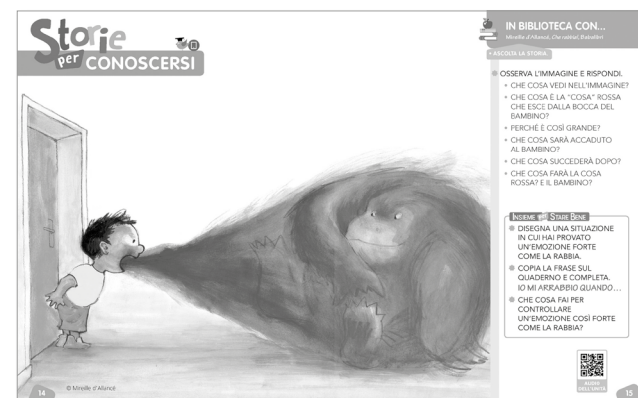 Storie
per CONOSCERSI
IN BIBLIOTECA CON...
Mireille d'Allancé, Che rabbia!, Babalibri
• ASCOLTA LA STORIA.
OSSERVA L'IMMAGINE E RISPONDI.
CHE COSA VEDI NELL'IMMAGINE?
CHE COSA È LA "COSA" ROSSA
CHE ESCE DALLA BOCCA DEL
BAMBINO?
PERCHÉ È COSÌ GRANDE?
CHE COSA SARÀ ACCADUTO
AL BAMBINO?
CHE COSA SUCCEDERÀ DOPO?
CHE COSA FARÀ LA COSA
ROSSA? E IL BAMBINO?
INSIEME STARE BENE
DISEGNA UNA SITUAZIONE
IN CUI HAI PROVATO
UN'EMOZIONE FORTE
COME LA RABBIA.
COPIA LA FRASE SUL
QUADERNO E COMPLETA.
IO MI ARRABBIO QUANDO...
CHE COSA FAI PER
CONTROLLARE
UN'EMOZIONE COSÌ FORTE
COME LA RABBIA?
AUDIO
DELL'UNITÀ
14
© Mireille d'Allancé
15